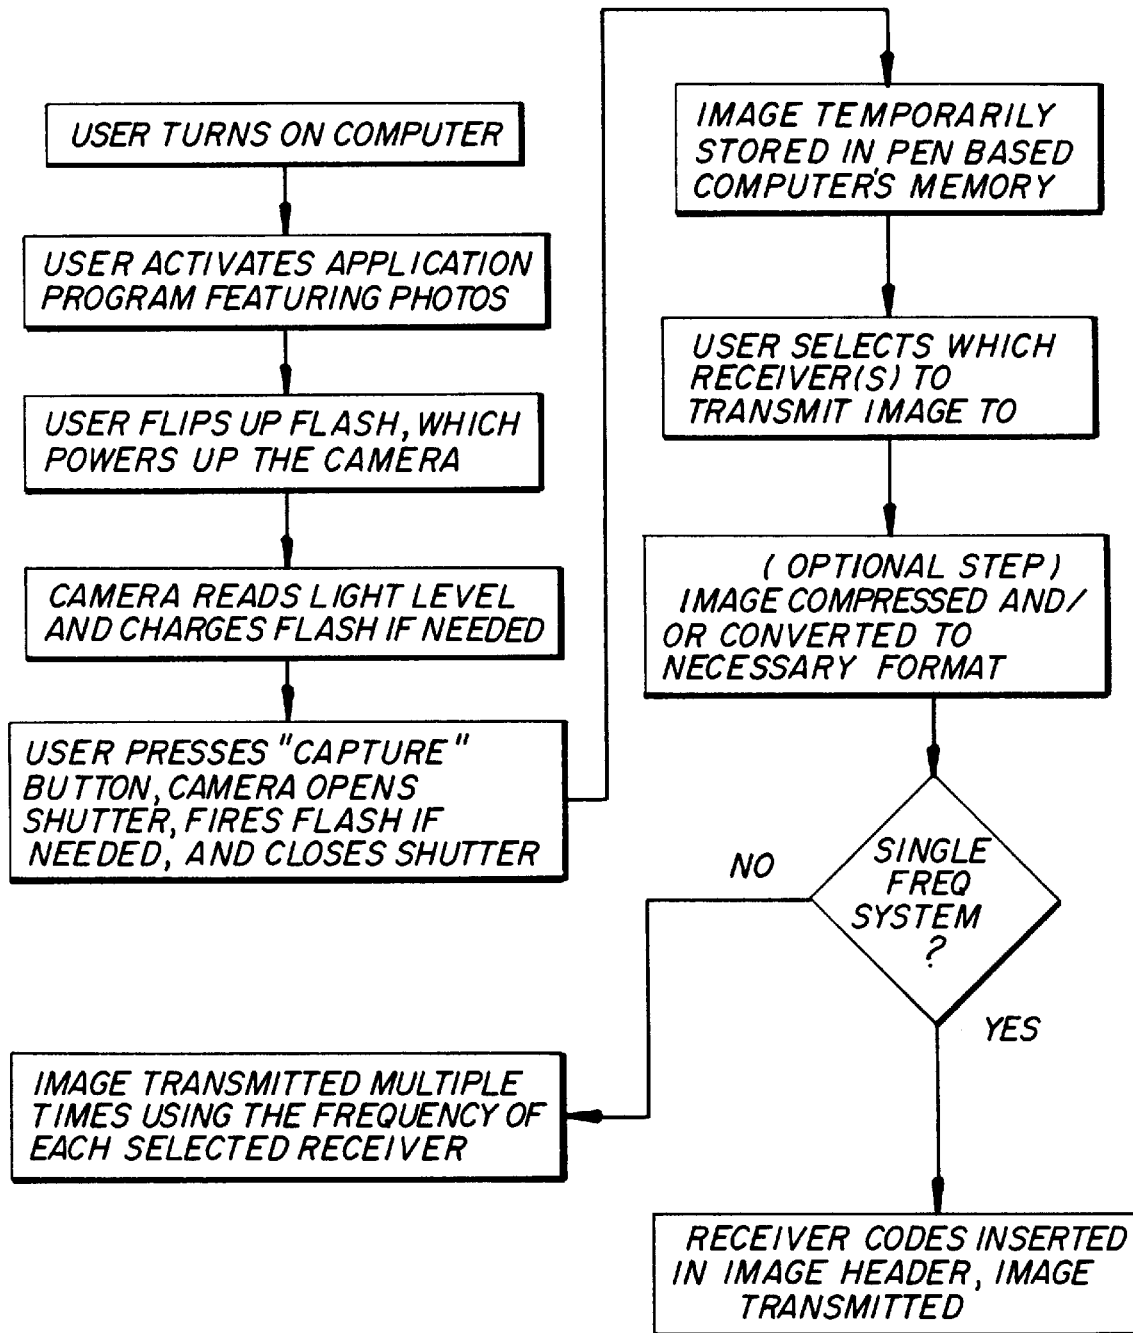 USER TURNS ON COMPUTER
USER ACTIVATES APPLICATION
PROGRAM FEATURING PHOTOS
USER FLIPS UP FLASH, WHICH
POWERS UP THE CAMERA
CAMERA READS LIGHT LEVEL
AND CHARGES FLASH IF NEEDED
USER PRESSES "CAPTURE"
BUTTON, CAMERA OPENS
SHUTTER, FIRES FLASH IF
NEEDED, AND CLOSES SHUTTER
IMAGE TEMPORARILY
STORED IN PEN BASED
COMPUTER'S MEMORY
USER SELECTS WHICH
RECEIVER(S) TO
TRANSMIT IMAGE TO
(OPTIONAL STEP)
IMAGE COMPRESSED AND/
OR CONVERTED TO
NECESSARY FORMAT
SINGLE
FREQ
SYSTEM
?
NO
YES
IMAGE TRANSMITTED MULTIPLE
TIMES USING THE FREQUENCY OF
EACH SELECTED RECEIVER
RECEIVER CODES INSERTED
IN IMAGE HEADER, IMAGE
TRANSMITTED